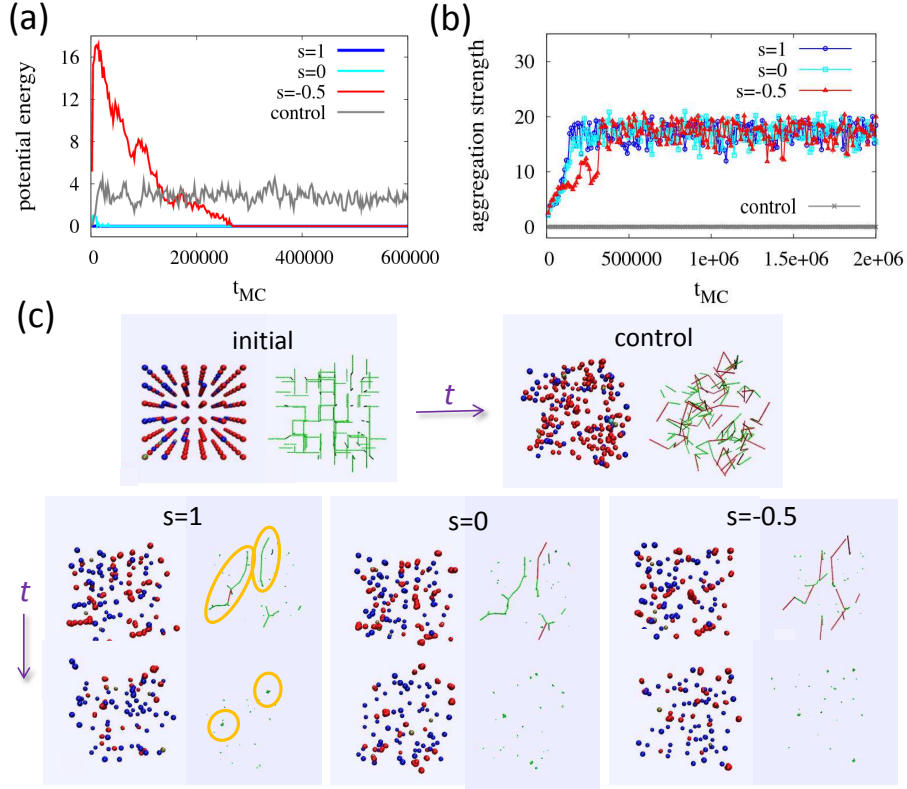 (a)
potential energy
16
12
8
4
0
s=1
s=0
s=-0.5
control
0
200000
400000
600000
t_MC
(b)
aggregation strength
30
20
10
0
s=1
s=0
s=-0.5
control
500000
1e+06
1.5e+06
2e+06
t_MC
(c)
initial
t
control
s=1
s=0
s=-0.5
t